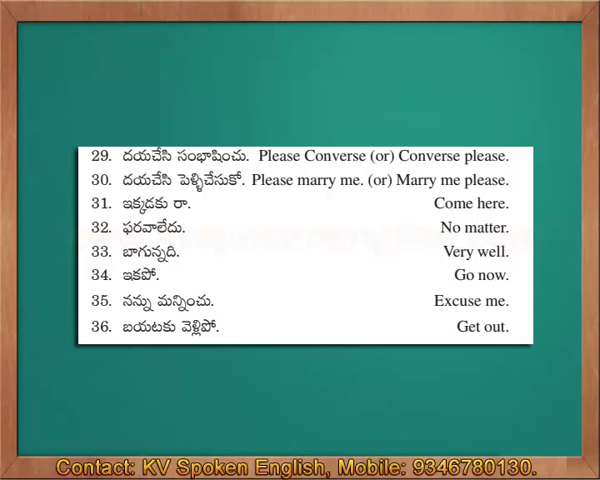 29. దయచేసి సంభాషించు. Please Converse (or) Converse please.
30. దయచేసి పెళ్ళిచేసుకో. Please marry me. (or) Marry me please.
31. ఇక్కడకు రా. Come here.
32. ఫరవాలేదు. No matter.
33. బాగున్నది. Very well.
34. ఇకపో. Go now.
35. నన్ను మన్నించు. Excuse me.
36. బయటకు వెళ్లిపో. Get out.
Contact: KV Spoken English, Mobile: 9346780130.